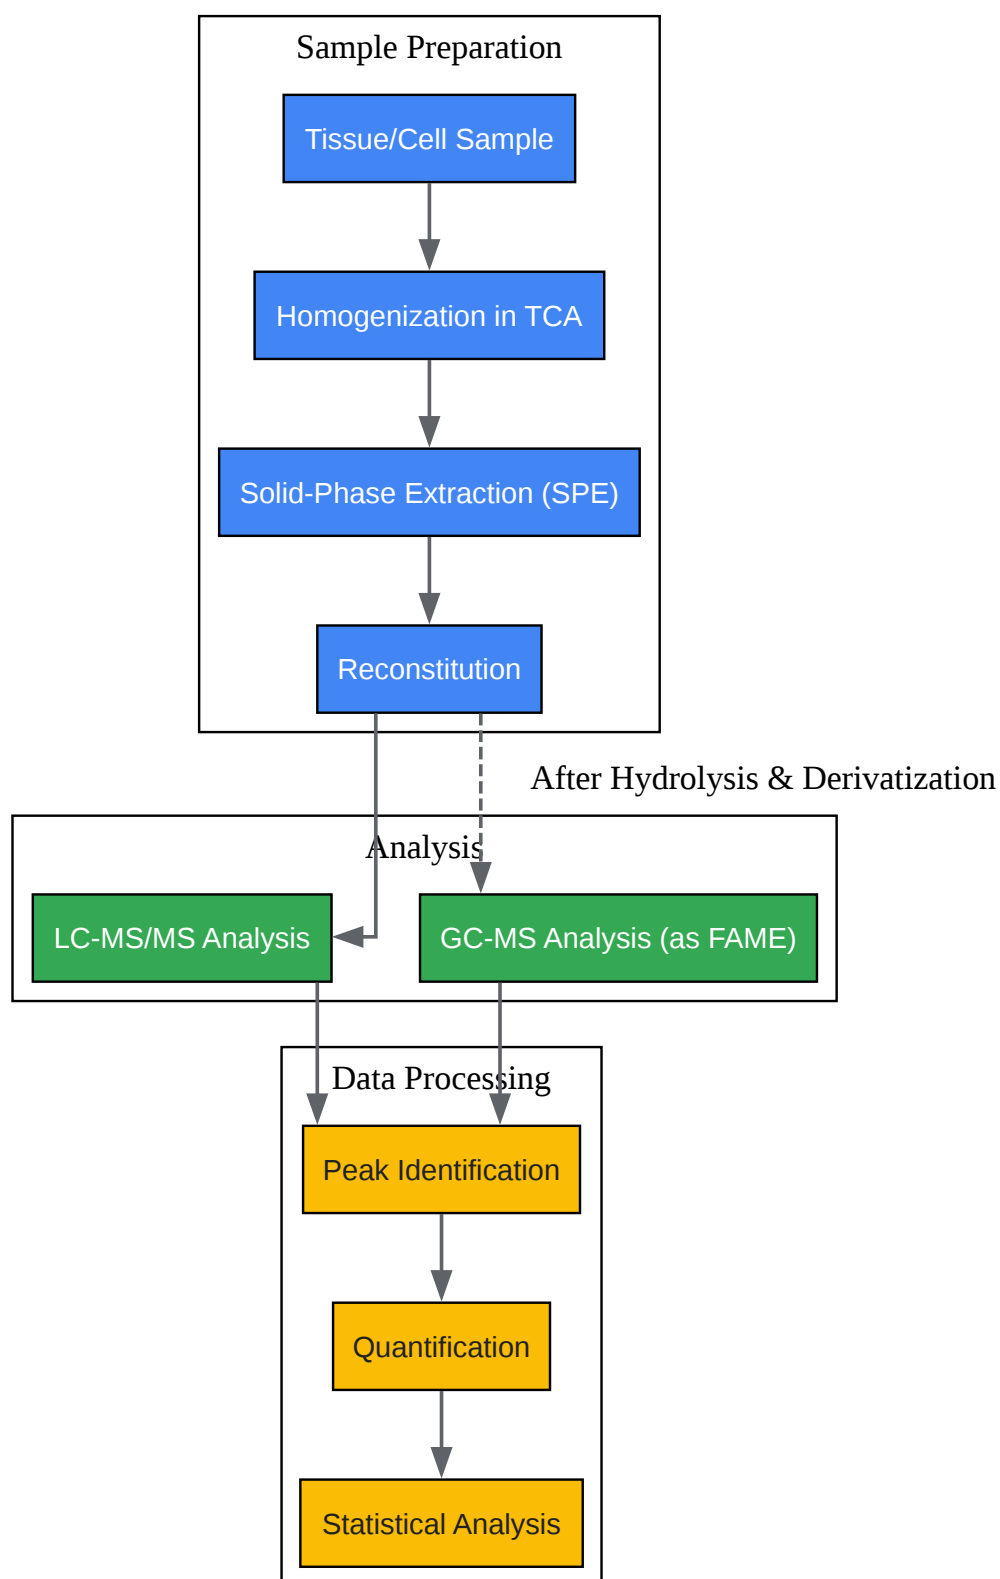 Sample Preparation
Tissue/Cell Sample
Homogenization in TCA
Solid-Phase Extraction (SPE)
Reconstitution
After Hydrolysis & Derivatization
Analysis
LC-MS/MS Analysis
GC-MS Analysis (as FAME)
Data Processing
Peak Identification
Quantification
Statistical Analysis